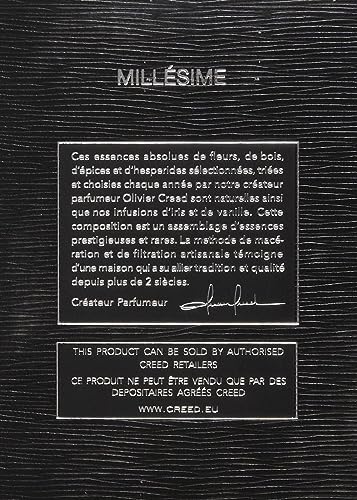 MILLÉSIME
Ces essences absolues de fleurs, de bois,
d'épices et d'hesperides sélectionnées, triées
et choisies chaque année par notre créateur
parfumeur Olivier Creed sont naturelles ainsi
que nos infusions d'Iris et de vanille. Cette
composition est un assemblage d'essences
prestigieuses et rares. La methode de macé-
ration et de filtration artisanale témoigne
d'une maison qui a su allier tradition et qualité
depuis plus de 2 siècles.
Créateur Parfumeur
THIS PRODUCT CAN BE SOLD BY AUTHORISED
CREED RETAILERS
CE PRODUIT NE PEUT ÊTRE VENDU QUE PAR DES
DEPOSITAIRES AGRÉÉS CREED
WWW.CREED.EU